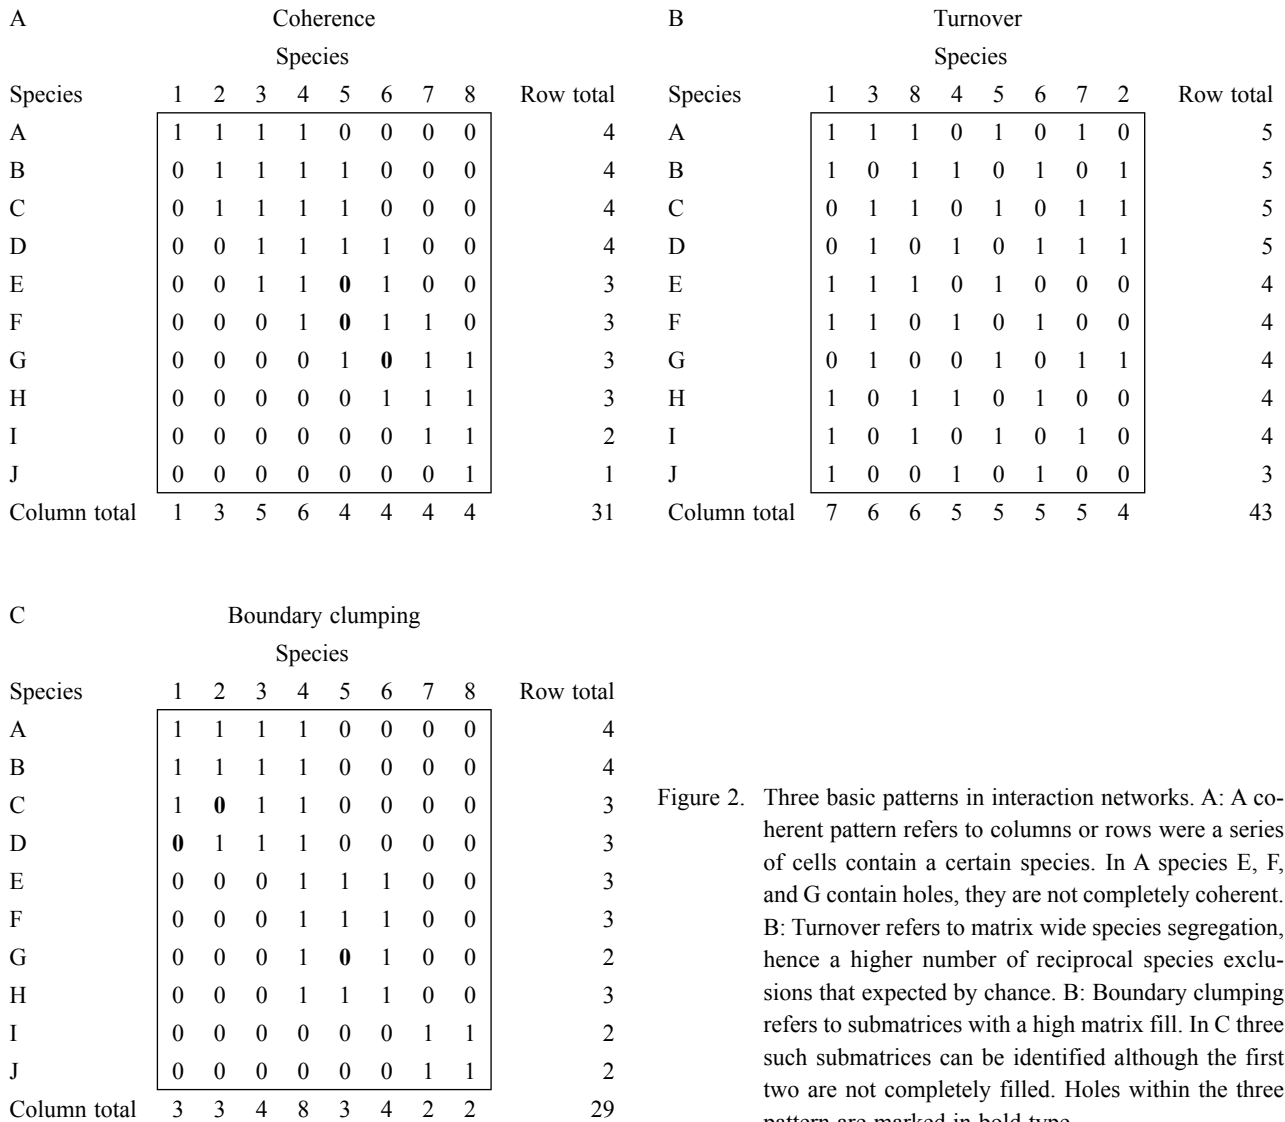 A Coherence
Species
Species 1 2 3 4 5 6 7 8 Row total
A 1 1 1 1 0 0 0 0 4
B 0 1 1 1 1 0 0 0 4
C 0 1 1 1 1 0 0 0 4
D 0 0 1 1 1 1 0 0 4
E 0 0 1 1 0 1 0 0 3
F 0 0 0 1 0 1 1 0 3
G 0 0 0 0 1 0 1 1 3
H 0 0 0 0 0 1 1 1 3
I 0 0 0 0 0 0 1 1 2
J 0 0 0 0 0 0 0 1 1
Column total 1 3 5 6 4 4 4 4 31
B Turnover
Species
Species 1 3 8 4 5 6 7 2 Row total
A 1 1 1 0 1 0 1 0 5
B 1 0 1 1 0 1 0 1 5
C 0 1 1 0 1 0 1 1 5
D 0 1 0 1 0 1 1 1 5
E 1 1 1 0 1 0 0 0 4
F 1 1 0 1 0 1 0 0 4
G 0 1 0 0 1 0 1 1 4
H 1 0 1 1 0 1 0 0 4
I 1 0 1 0 1 0 1 0 4
J 1 0 0 1 0 1 0 0 3
Column total 7 6 6 5 5 5 5 4 43
C Boundary clumping
Species
Species 1 2 3 4 5 6 7 8 Row total
A 1 1 1 1 0 0 0 0 4
B 1 1 1 1 0 0 0 0 4
C 1 0 1 1 0 0 0 0 3
D 0 1 1 1 0 0 0 0 3
E 0 0 0 1 1 1 0 0 3
F 0 0 0 1 1 1 0 0 3
G 0 0 0 1 0 1 0 0 2
H 0 0 0 1 1 1 0 0 3
I 0 0 0 0 0 0 1 1 2
J 0 0 0 0 0 0 1 1 2
Column total 3 3 4 8 3 4 2 2 29
Figure 2. Three basic patterns in interaction networks. A: A co-
herent pattern refers to columns or rows were a series
of cells contain a certain species. In A species E, F,
and G contain holes, they are not completely coherent.
B: Turnover refers to matrix wide species segregation,
hence a higher number of reciprocal species exclu-
sions that expected by chance. B: Boundary clumping
refers to submatrices with a high matrix fill. In C three
such submatrices can be identified although the first
two are not completely filled. Holes within the three
pattern are marked in bold type.